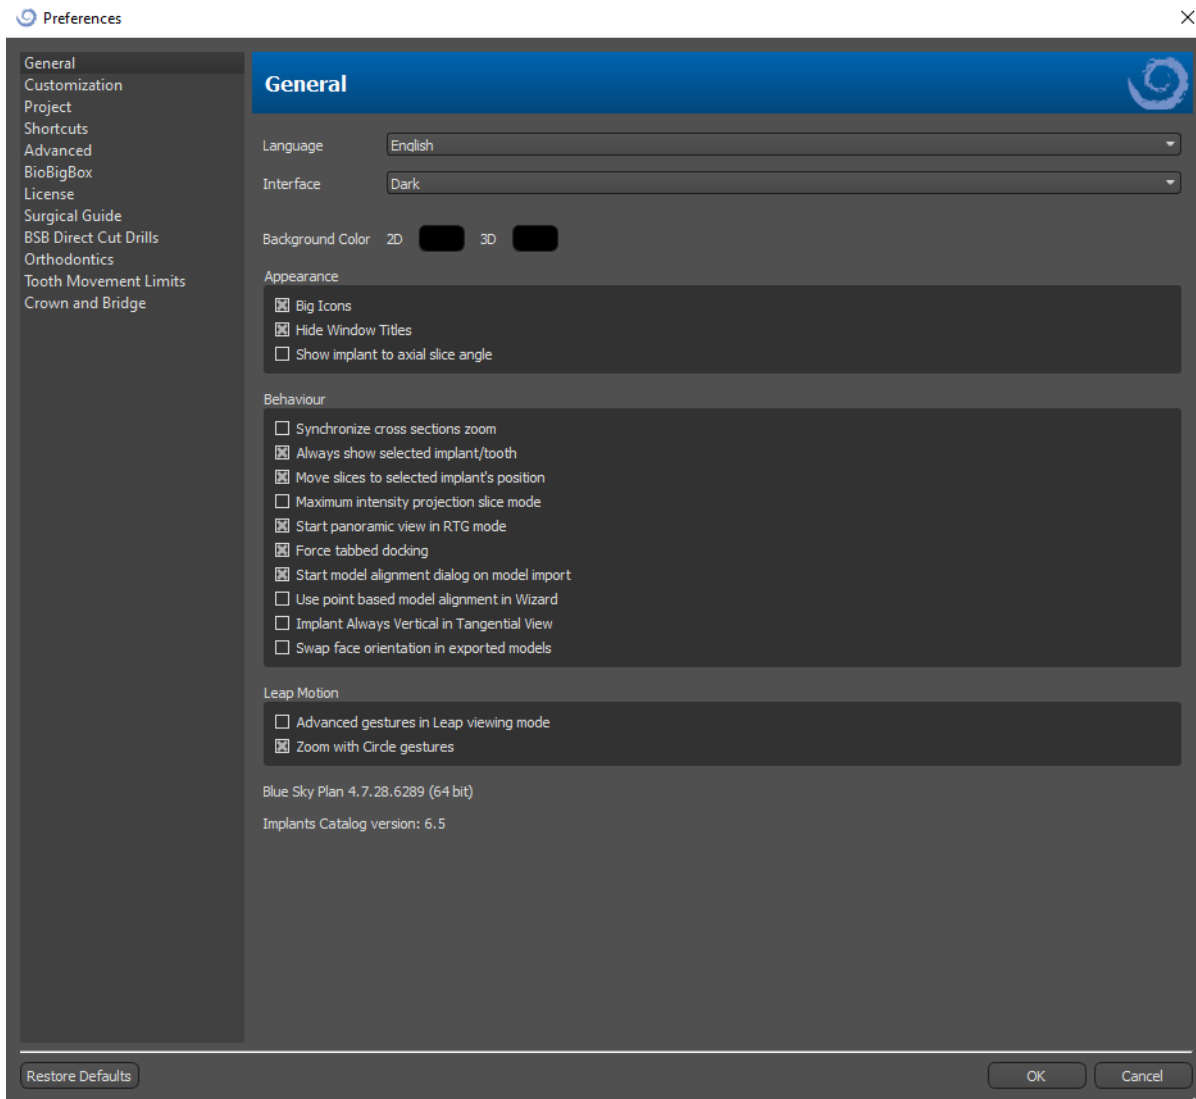 Preferences
General
Customization
Project
Shortcuts
Advanced
BioBigBox
License
Surgical Guide
BSB Direct Cut Drills
Orthodontics
Tooth Movement Limits
Crown and Bridge
General
Language English
Interface Dark
Background Color 2D 3D
Appearance
Big Icons
Hide Window Titles
Show implant to axial slice angle
Behaviour
Synchronize cross sections zoom
Always show selected implant/tooth
Move slices to selected implant's position
Maximum intensity projection slice mode
Start panoramic view in RTG mode
Force tabbed docking
Start model alignment dialog on model import
Use point based model alignment in Wizard
Implant Always Vertical in Tangential View
Swap face orientation in exported models
Leap Motion
Advanced gestures in Leap viewing mode
Zoom with Circle gestures
Blue Sky Plan 4.7.28.6289 (64 bit)
Implants Catalog version: 6.5
Restore Defaults OK Cancel